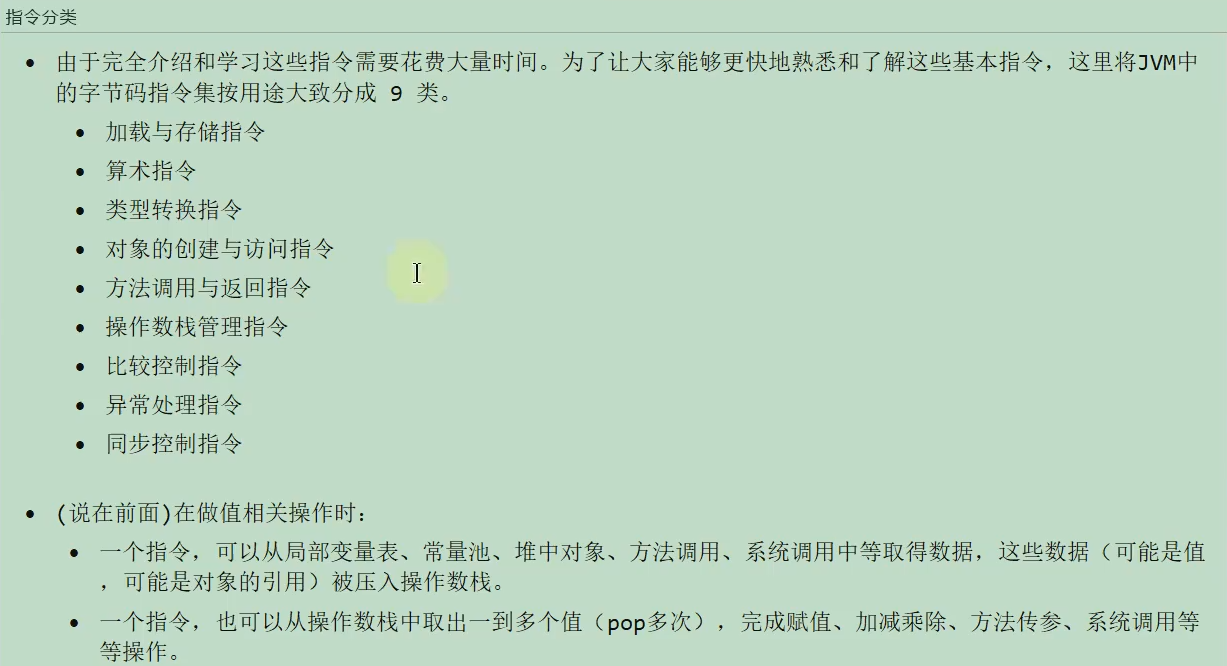 指令分类
由于完全介绍和学习这些指令需要花费大量时间。为了让大家能够更快地熟悉和了解这些基本指令，这里将JVM中
的字节码指令集按用途大致分成 9 类。
加载与存储指令
算术指令
类型转换指令
对象的创建与访问指令
方法调用与返回指令
操作数栈管理指令
比较控制指令
异常处理指令
同步控制指令
(说在前面)在做值相关操作时：
一个指令，可以从局部变量表、常量池、堆中对象、方法调用、系统调用中等取得数据，这些数据（可能是值
，可能是对象的引用）被压入操作数栈。
一个指令，也可以从操作数栈中取出一到多个值（pop多次），完成赋值、加减乘除、方法传参、系统调用等
等操作。